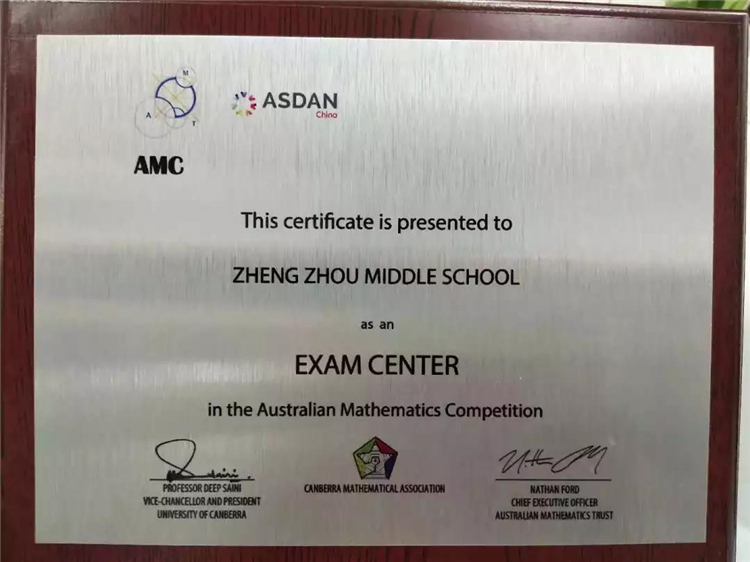 M
A
T
AMC
ASDAN
China
This certificate is presented to
ZHENG ZHOU MIDDLE SCHOOL
as an
EXAM CENTER
in the Australian Mathematics Competition
PROFESSOR DEEP SAINI
VICE-CHANCELLOR AND PRESIDENT
UNIVERSITY OF CANBERRA
CANBERRA MATHEMATICAL ASSOCIATION
NATHAN FORD
CHIEF EXECUTIVE OFFICER
AUSTRALIAN MATHEMATICS TRUST